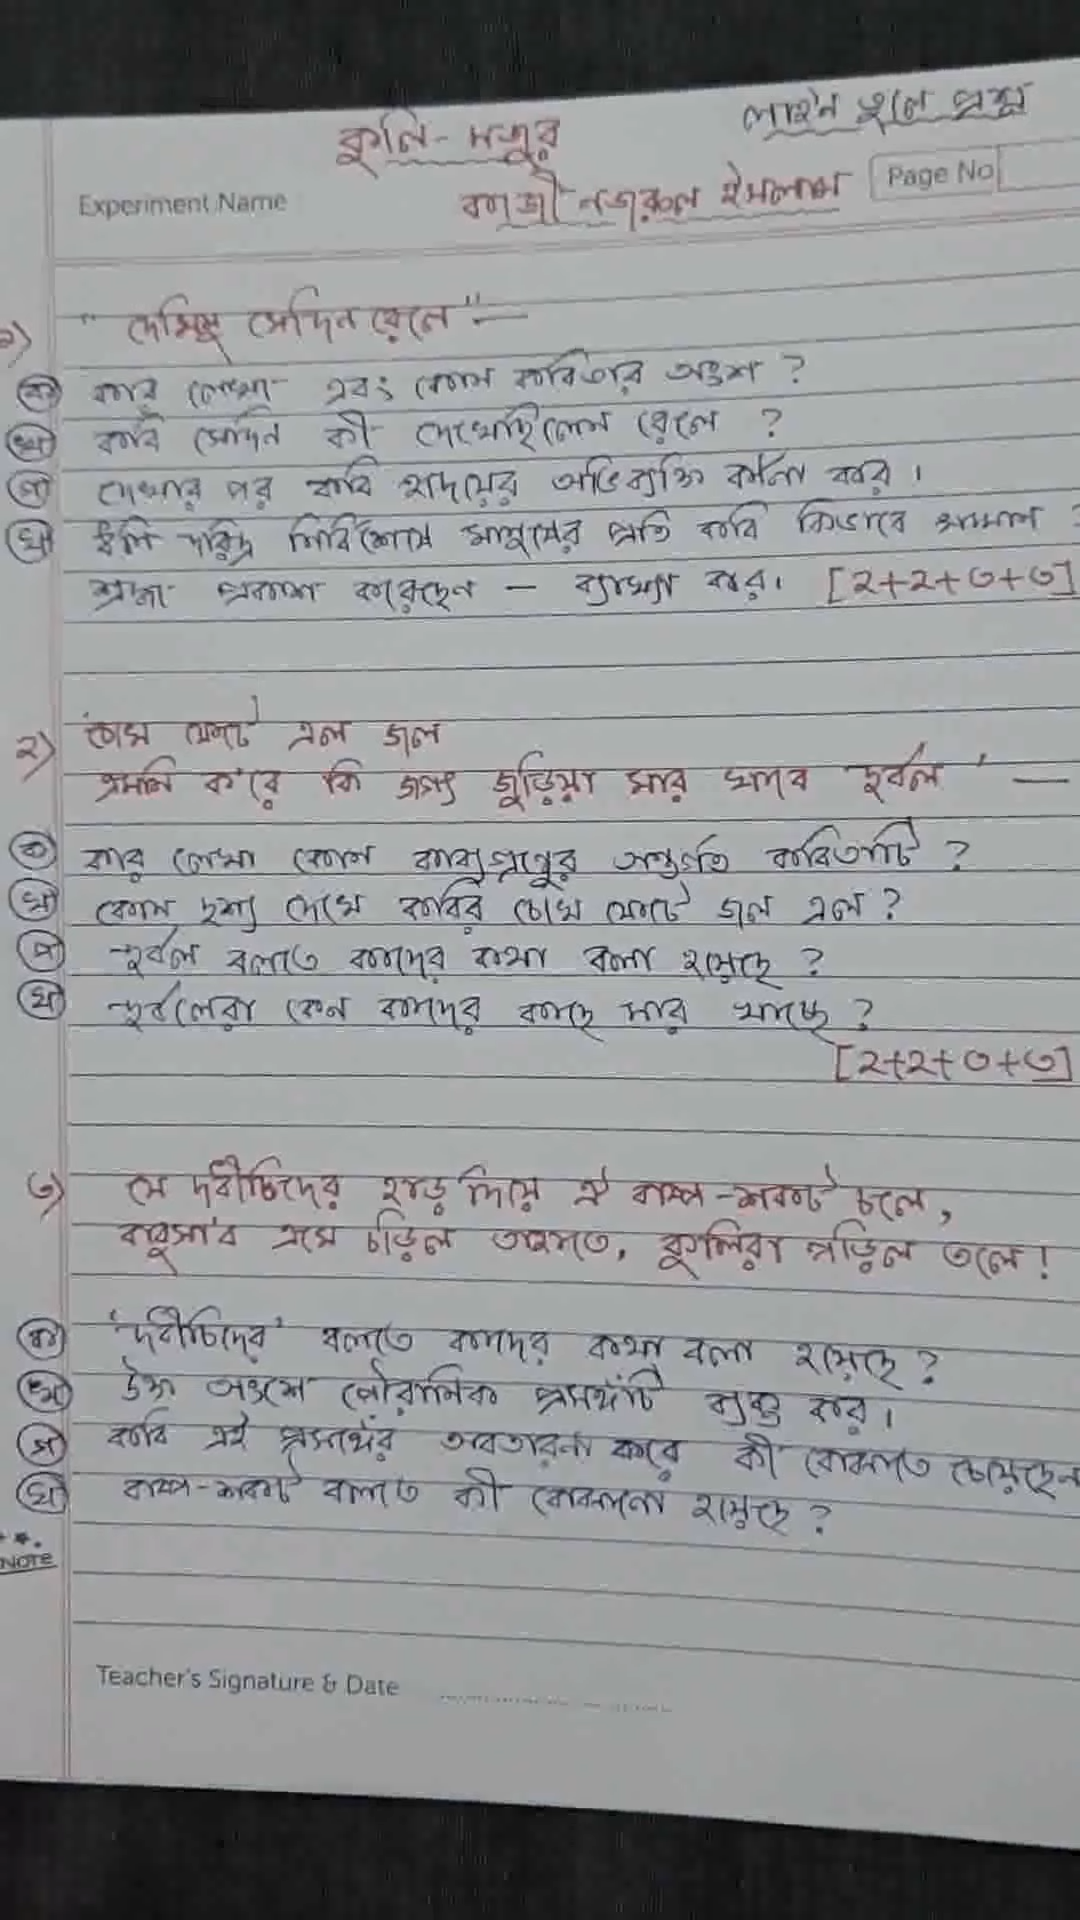 লাইন তুলে প্রশ্ন
কুলি-মজুর
Experiment Name
কাজী নজরুল ইসলাম
Page No
১) "দেখিনু সেদিন রেলে" —
ক) কার লেখা এবং কোন কবিতার অংশ ?
খ) কবি সেদিন কী দেখেছিলেন রেলে ?
গ) দেখার পর কবি হৃদয়ের অভিব্যক্তি বর্ণনা কর।
ঘ) ধনি দরিদ্র নির্বিশেষে মানুষের প্রতি কবি কিভাবে সমান
শ্রদ্ধা প্রকাশ করেছেন — ব্যাখ্যা কর। [২+২+৩+৩]
২) চোখ ফেটে এল জল
এমনি ক'রে কি জগৎ জুড়িয়া মার খাবে দুর্বল' —
ক) কার লেখা কোন কাব্যগ্রন্থের অন্তর্গত কবিতাটি ?
খ) কোন দৃশ্য দেখে কবির চোখ ফেটে জল এল ?
গ) দুর্বল বলতে কাদের কথা বলা হয়েছে ?
ঘ) দুর্বলেরা কেন কাদের কাছে মার খাচ্ছে ?
[২+২+৩+৩]
৩) যে দধীচিদের হাড় দিয়ে ঐ বাষ্প-শকট চলে,
বাবুসা'ব এসে চড়িল তাহাতে, কুলিরা পড়িল তলে!
ক) 'দধীচিদের' বলতে কাদের কথা বলা হয়েছে ?
খ) উক্ত অংশে পৌরানিক প্রসঙ্গটি ব্যক্ত কর।
গ) কবি এই প্রসঙ্গের অবতারনা করে কী বোঝাতে চেয়েছেন
ঘ) বাষ্প-শকট বলতে কী বোঝানো হয়েছে ?
NOTE
Teacher's Signature & Date